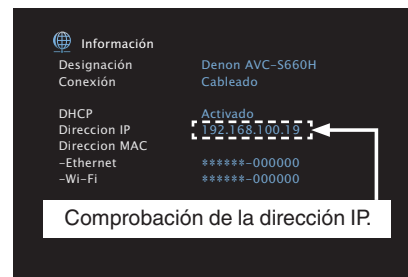 Información
Designación Denon AVC-S660H
Conexión Cableado
DHCP Activado
Direccion IP 192.168.100.19
Direccion MAC
-Ethernet ******-000000
-Wi-Fi ******-000000
Comprobación de la dirección IP.